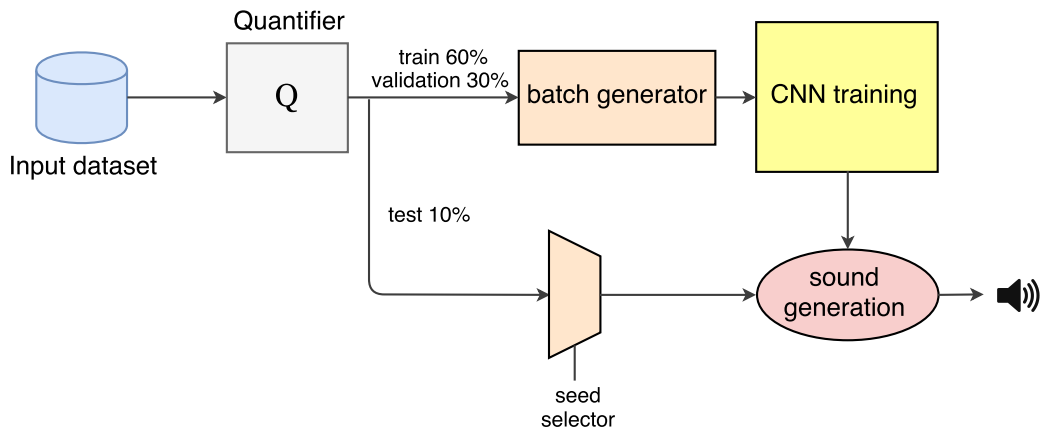 Quantifier
train 60%
validation 30%
Q
batch generator
CNN training
Input dataset
test 10%
sound
generation
seed
selector